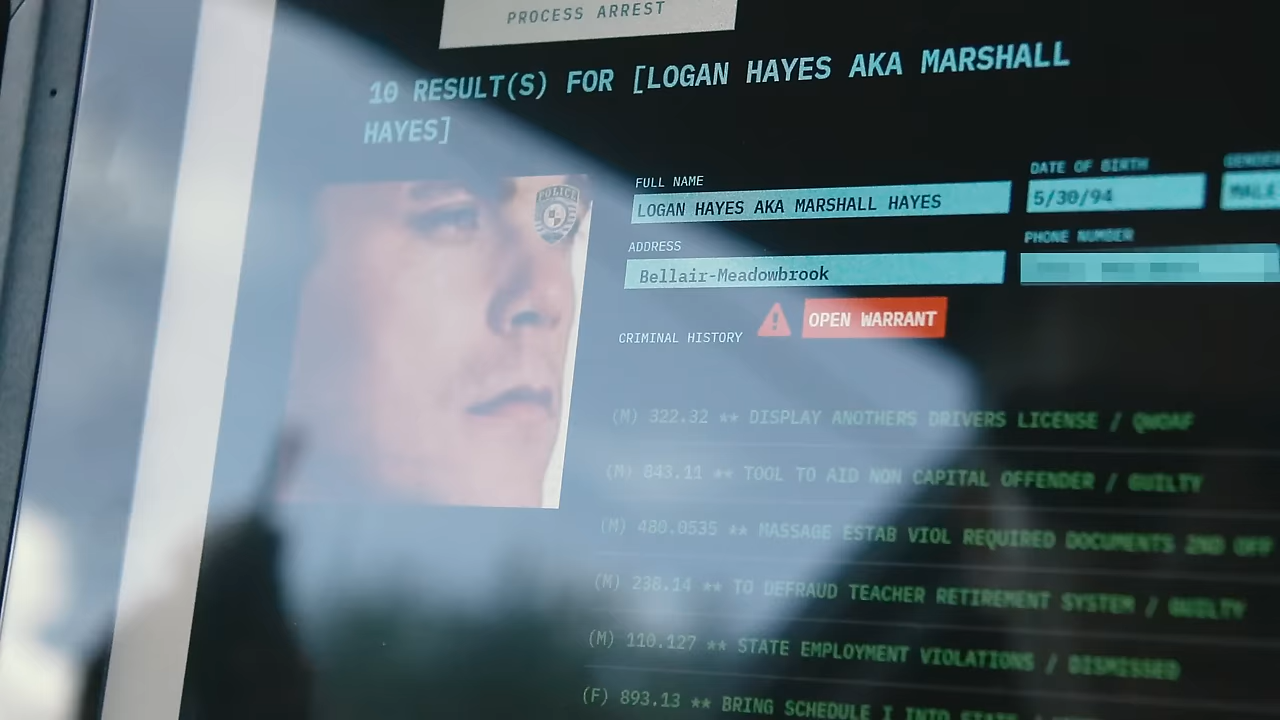 PROCESS ARREST
10 RESULT(S) FOR [LOGAN HAYES AKA MARSHALL
HAYES]
POLICE
FULL NAME
LOGAN HAYES AKA MARSHALL HAYES
DATE OF BIRTH
5/30/94
MALE
ADDRESS
Bellair-Meadowbrook
PHONE NUMBER
CRIMINAL HISTORY
OPEN WARRANT
(M) 322.32 ** DISPLAY ANOTHERS DRIVERS LICENSE / QWOAF
(M) 843.11 ** TOOL TO AID NON CAPITAL OFFENDER / GUILTY
(M) 480.0535 ** MASSAGE ESTAB VIOL REQUIRED DOCUMENTS 2ND OFF
(M) 238.14 ** TO DEFRAUD TEACHER RETIREMENT SYSTEM / GUILTY
(M) 110.127 ** STATE EMPLOYMENT VIOLATIONS / DISMISSED
(F) 893.13 ** BRING SCHEDULE I INTO STATE